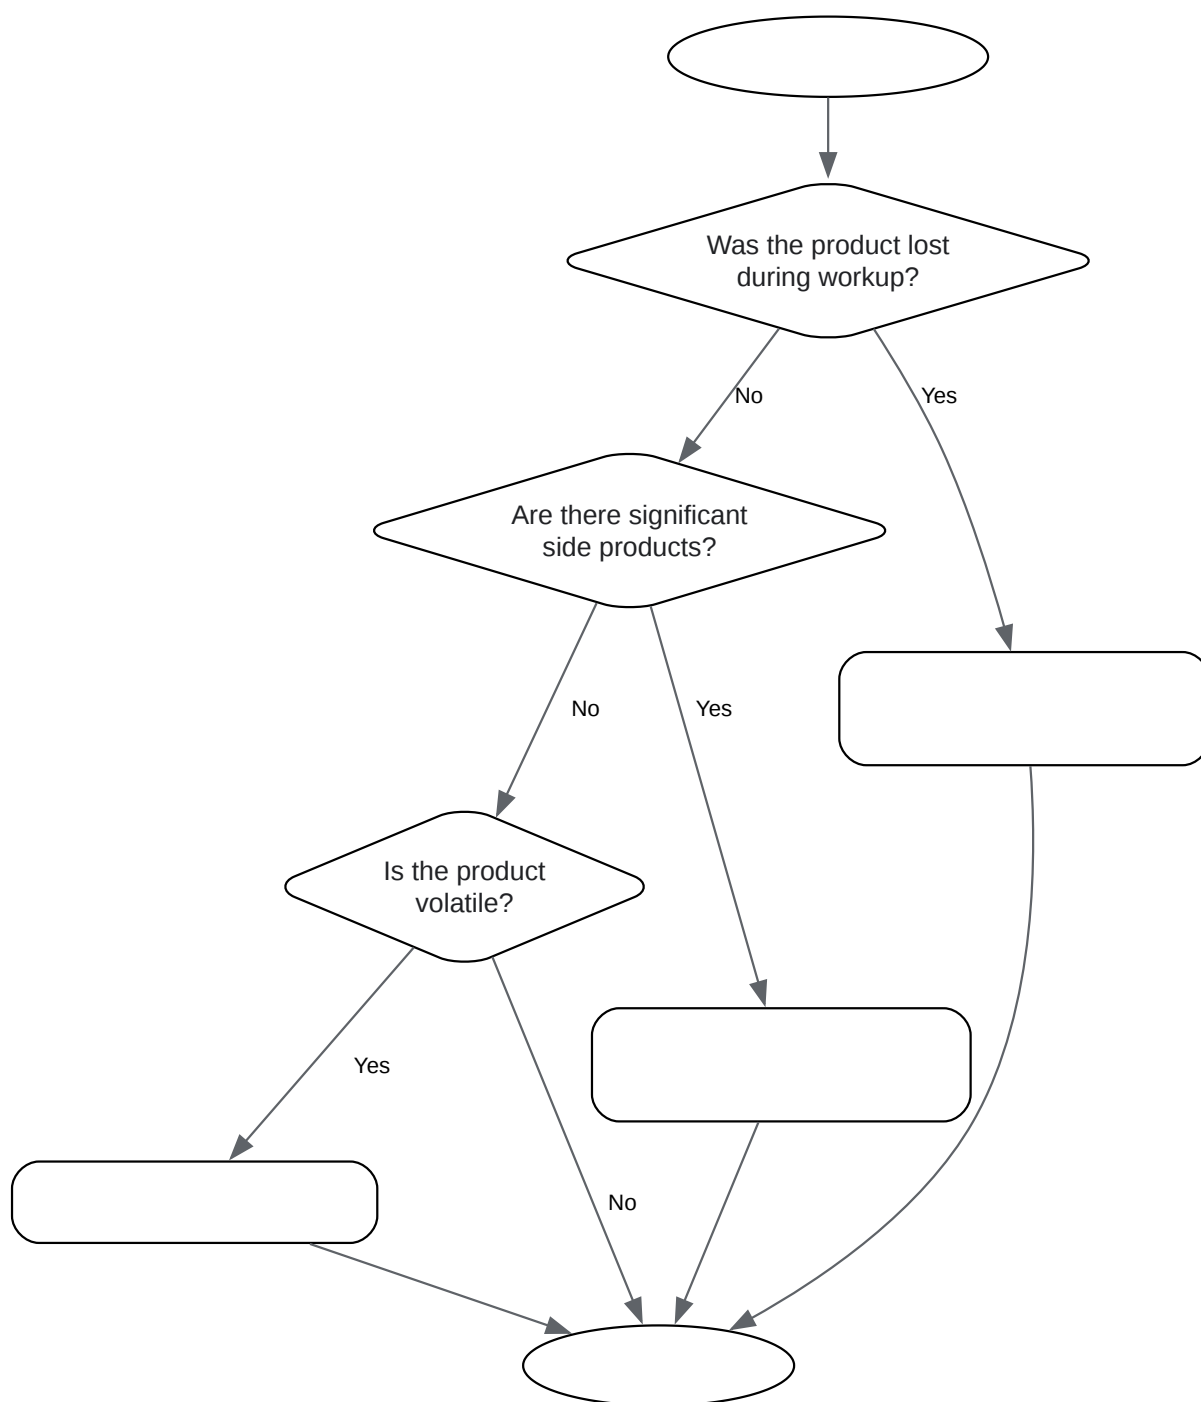 Was the product lost
during workup?
No
Yes
Are there significant
side products?
No
Yes
Is the product
volatile?
Yes
No